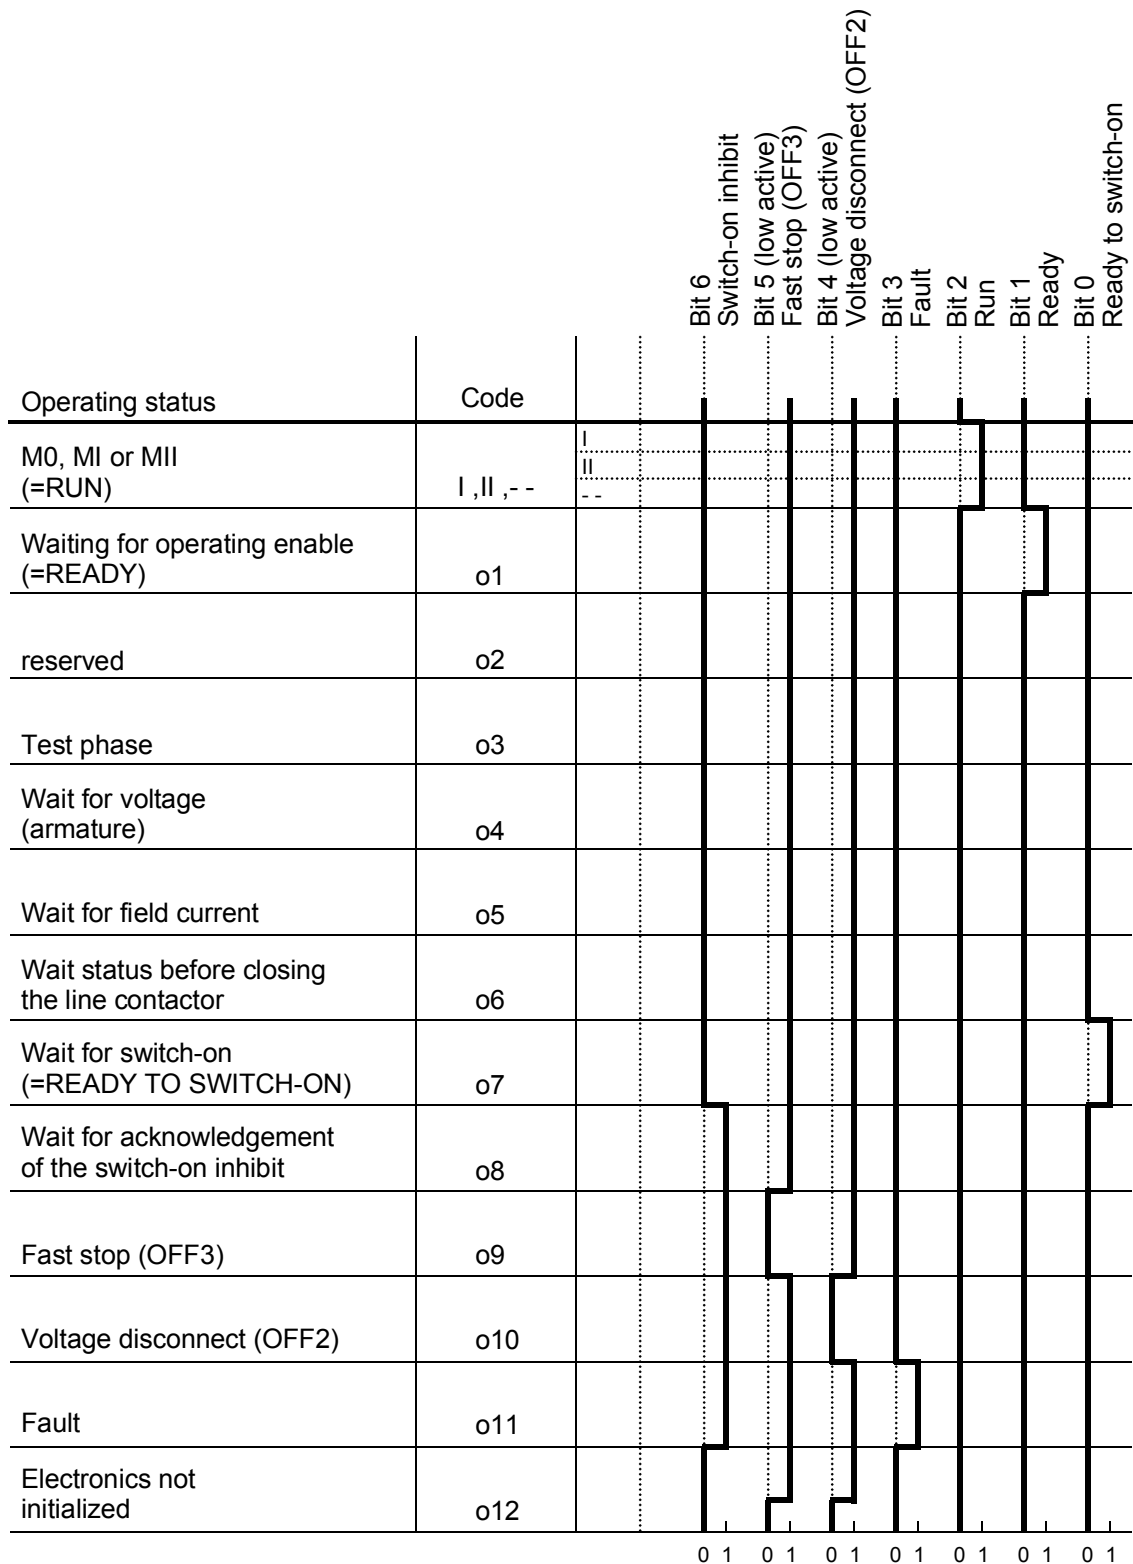 Bit 6
Switch-on inhibit
Bit 5 (low active)
Fast stop (OFF3)
Bit 4 (low active)
Voltage disconnect (OFF2)
Bit 3
Fault
Bit 2
Run
Bit 1
Ready
Bit 0
Ready to switch-on
Operating status
Code
M0, MI or MII
(=RUN)
I ,II ,- -
I
II
- -
Waiting for operating enable
(=READY)
o1
reserved
o2
Test phase
o3
Wait for voltage
(armature)
o4
Wait for field current
o5
Wait status before closing
the line contactor
o6
Wait for switch-on
(=READY TO SWITCH-ON)
o7
Wait for acknowledgement
of the switch-on inhibit
o8
Fast stop (OFF3)
o9
Voltage disconnect (OFF2)
o10
Fault
o11
Electronics not
initialized
o12
0 1 0 1 0 1 0 1 0 1 0 1 0 1